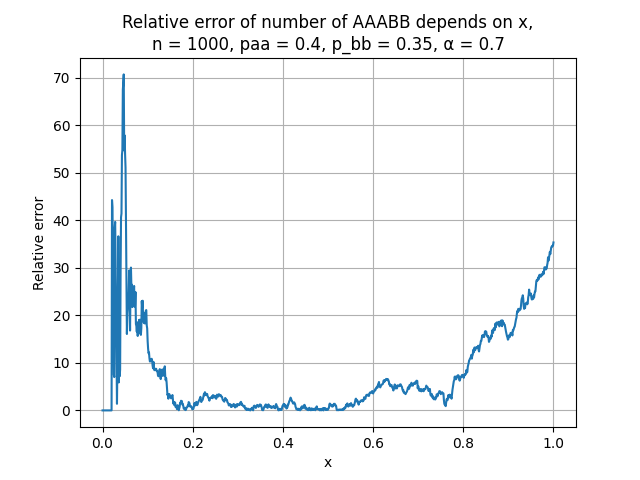 Relative error of number of AAABB depends on x,
n = 1000, paa = 0.4, p_bb = 0.35, α = 0.7
70
60
50
40
30
20
10
0
Relative error
0.0 0.2 0.4 0.6 0.8 1.0
x